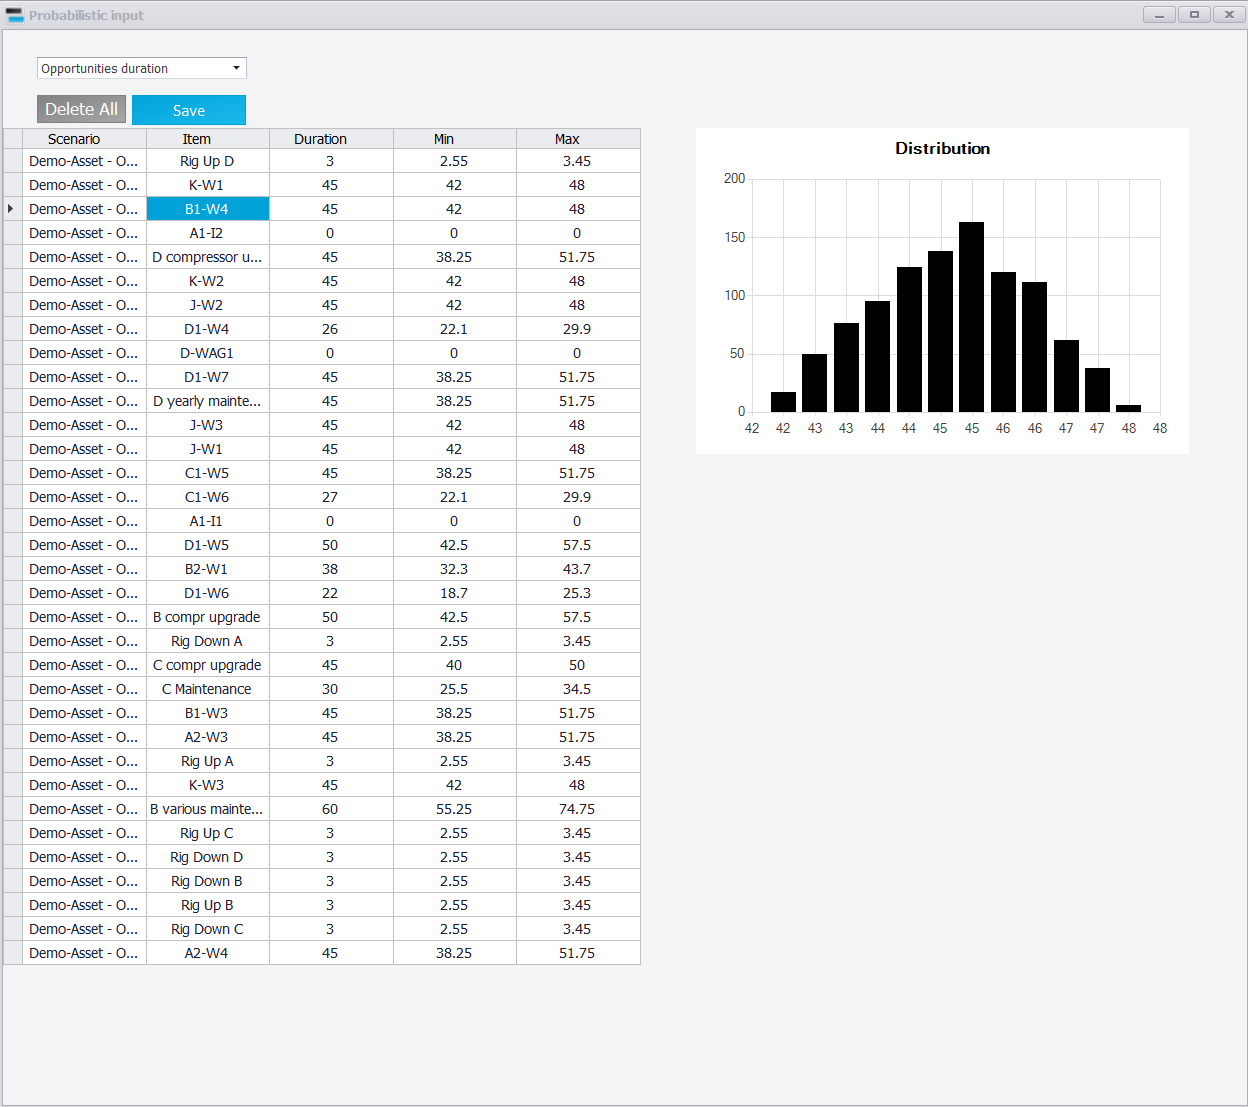 Probabilistic input
Opportunities duration
Delete All Save
Scenario Item Duration Min Max
Demo-Asset - O... Rig Up D 3 2.55 3.45
Demo-Asset - O... K-W1 45 42 48
Demo-Asset - O... B1-W4 45 42 48
Demo-Asset - O... A1-I2 0 0 0
Demo-Asset - O... D compressor u... 45 38.25 51.75
Demo-Asset - O... K-W2 45 42 48
Demo-Asset - O... J-W2 45 42 48
Demo-Asset - O... D1-W4 26 22.1 29.9
Demo-Asset - O... D-WAG1 0 0 0
Demo-Asset - O... D1-W7 45 38.25 51.75
Demo-Asset - O... D yearly mainte... 45 38.25 51.75
Demo-Asset - O... J-W3 45 42 48
Demo-Asset - O... J-W1 45 42 48
Demo-Asset - O... C1-W5 45 38.25 51.75
Demo-Asset - O... C1-W6 27 22.1 29.9
Demo-Asset - O... A1-I1 0 0 0
Demo-Asset - O... D1-W5 50 42.5 57.5
Demo-Asset - O... B2-W1 38 32.3 43.7
Demo-Asset - O... D1-W6 22 18.7 25.3
Demo-Asset - O... B compr upgrade 50 42.5 57.5
Demo-Asset - O... Rig Down A 3 2.55 3.45
Demo-Asset - O... C compr upgrade 45 40 50
Demo-Asset - O... C Maintenance 30 25.5 34.5
Demo-Asset - O... B1-W3 45 38.25 51.75
Demo-Asset - O... A2-W3 45 38.25 51.75
Demo-Asset - O... Rig Up A 3 2.55 3.45
Demo-Asset - O... K-W3 45 42 48
Demo-Asset - O... B various mainte... 60 55.25 74.75
Demo-Asset - O... Rig Up C 3 2.55 3.45
Demo-Asset - O... Rig Down D 3 2.55 3.45
Demo-Asset - O... Rig Down B 3 2.55 3.45
Demo-Asset - O... Rig Up B 3 2.55 3.45
Demo-Asset - O... Rig Down C 3 2.55 3.45
Demo-Asset - O... A2-W4 45 38.25 51.75
Distribution
200
150
100
50
0
42 42 43 43 44 44 45 45 46 46 47 47 48 48